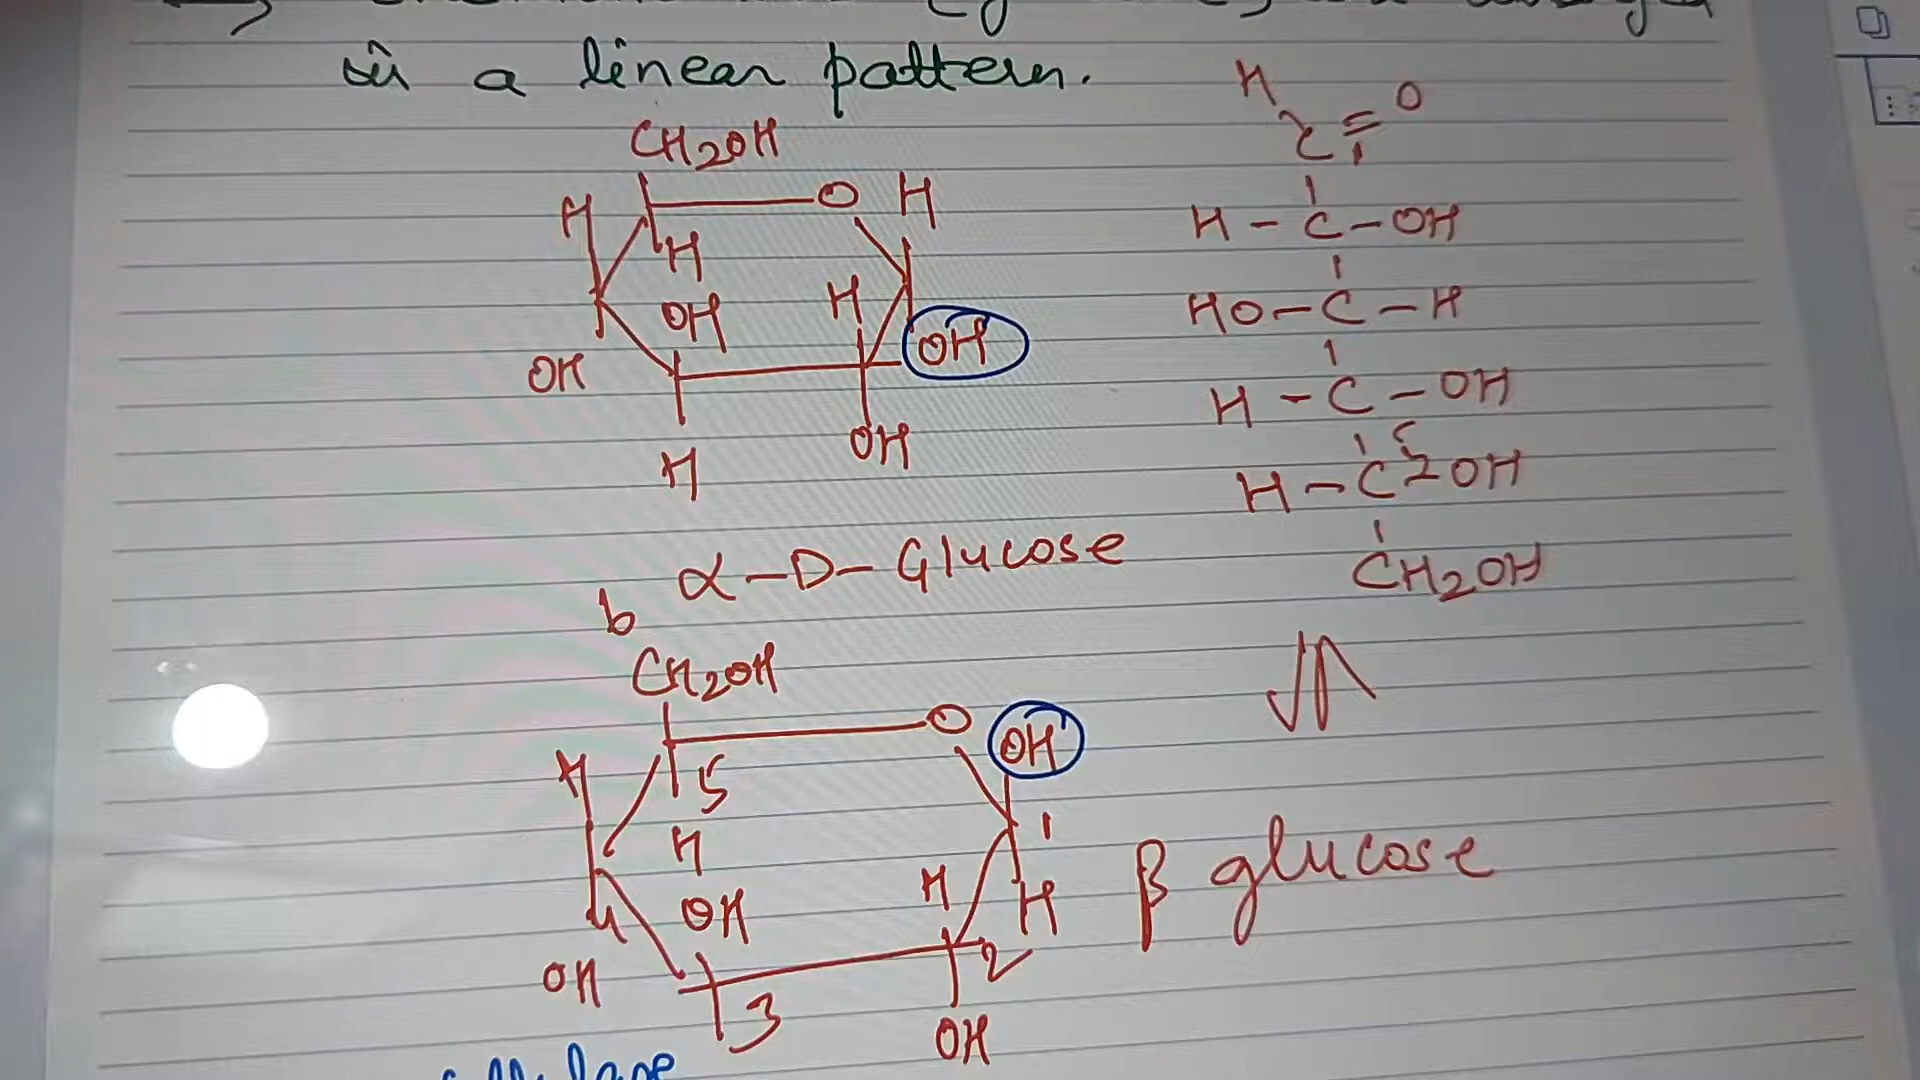 in a linear pattern.
CH2OH
O H
H
H
OH H
OH
OH
OH
H
α-D-Glucose
H
C = O
H - C - OH
HO - C - H
H - C - OH
5
H - C - OH
CH2OH
b
CH2OH
O OH
H 5
1
H
OH H H
4
OH
2
3
OH
β glucose